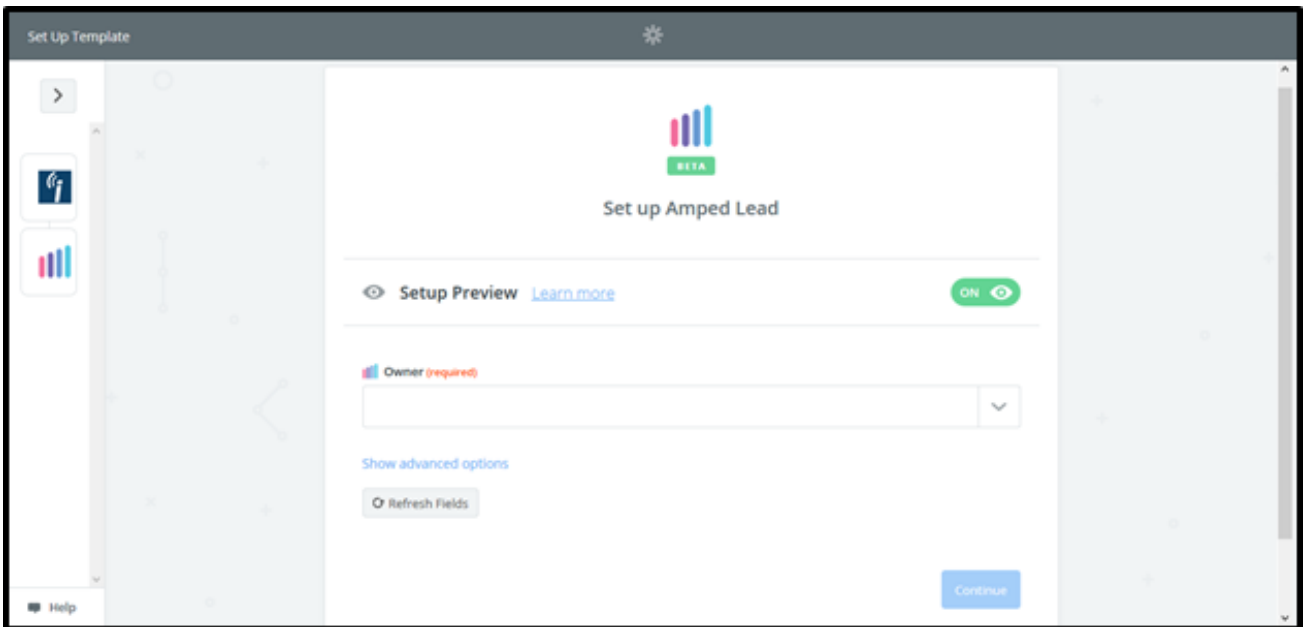 Set Up Template
BETA
Set up Amped Lead
Setup Preview Learn more
ON
Owner (required)
Show advanced options
Refresh Fields
Continue
Help